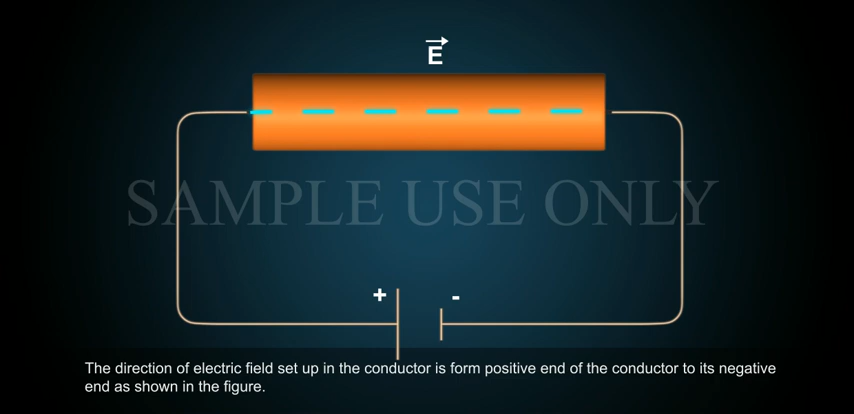 E
SAMPLE USE ONLY
+ -
The direction of electric field set up in the conductor is form positive end of the conductor to its negative
end as shown in the figure.